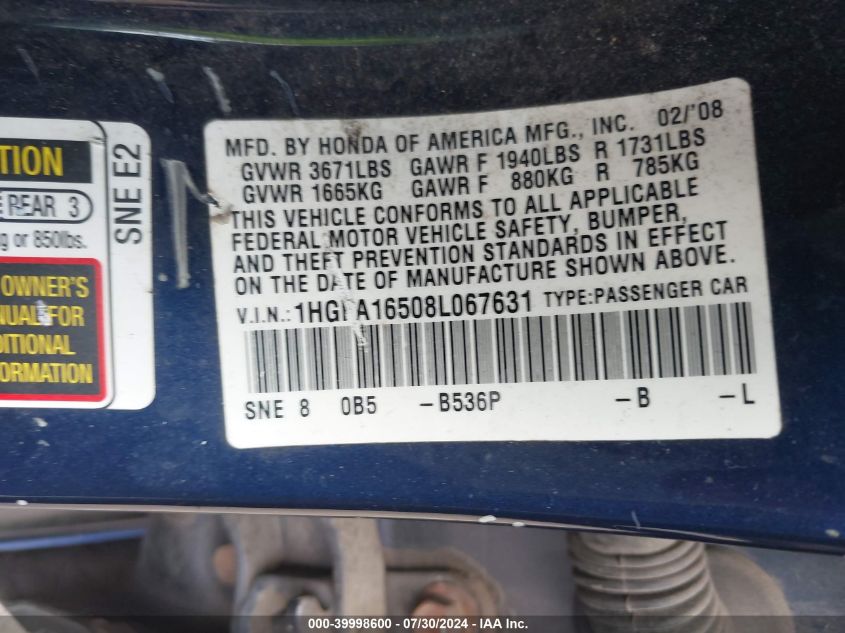 TION
REAR 3
g or 850lbs.
OWNER'S
FOR
ITIONAL
FORMATION
SNE E2
MFD. BY HONDA OF AMERICA MFG., INC. 02/'08
GVWR 3671LBS GAWR F 1940LBS R 1731LBS
GVWR 1665KG GAWR F 880KG R 785KG
THIS VEHICLE CONFORMS TO ALL APPLICABLE
FEDERAL MOTOR VEHICLE SAFETY, BUMPER,
AND THEFT PREVENTION STANDARDS IN EFFECT
ON THE DATE OF MANUFACTURE SHOWN ABOVE.
V.I.N.: TYPE:PASSENGER CAR
SNE 8 0B5 -B536P -B -L
000-39998600 / 07/30/2024 - IAA, Inc.